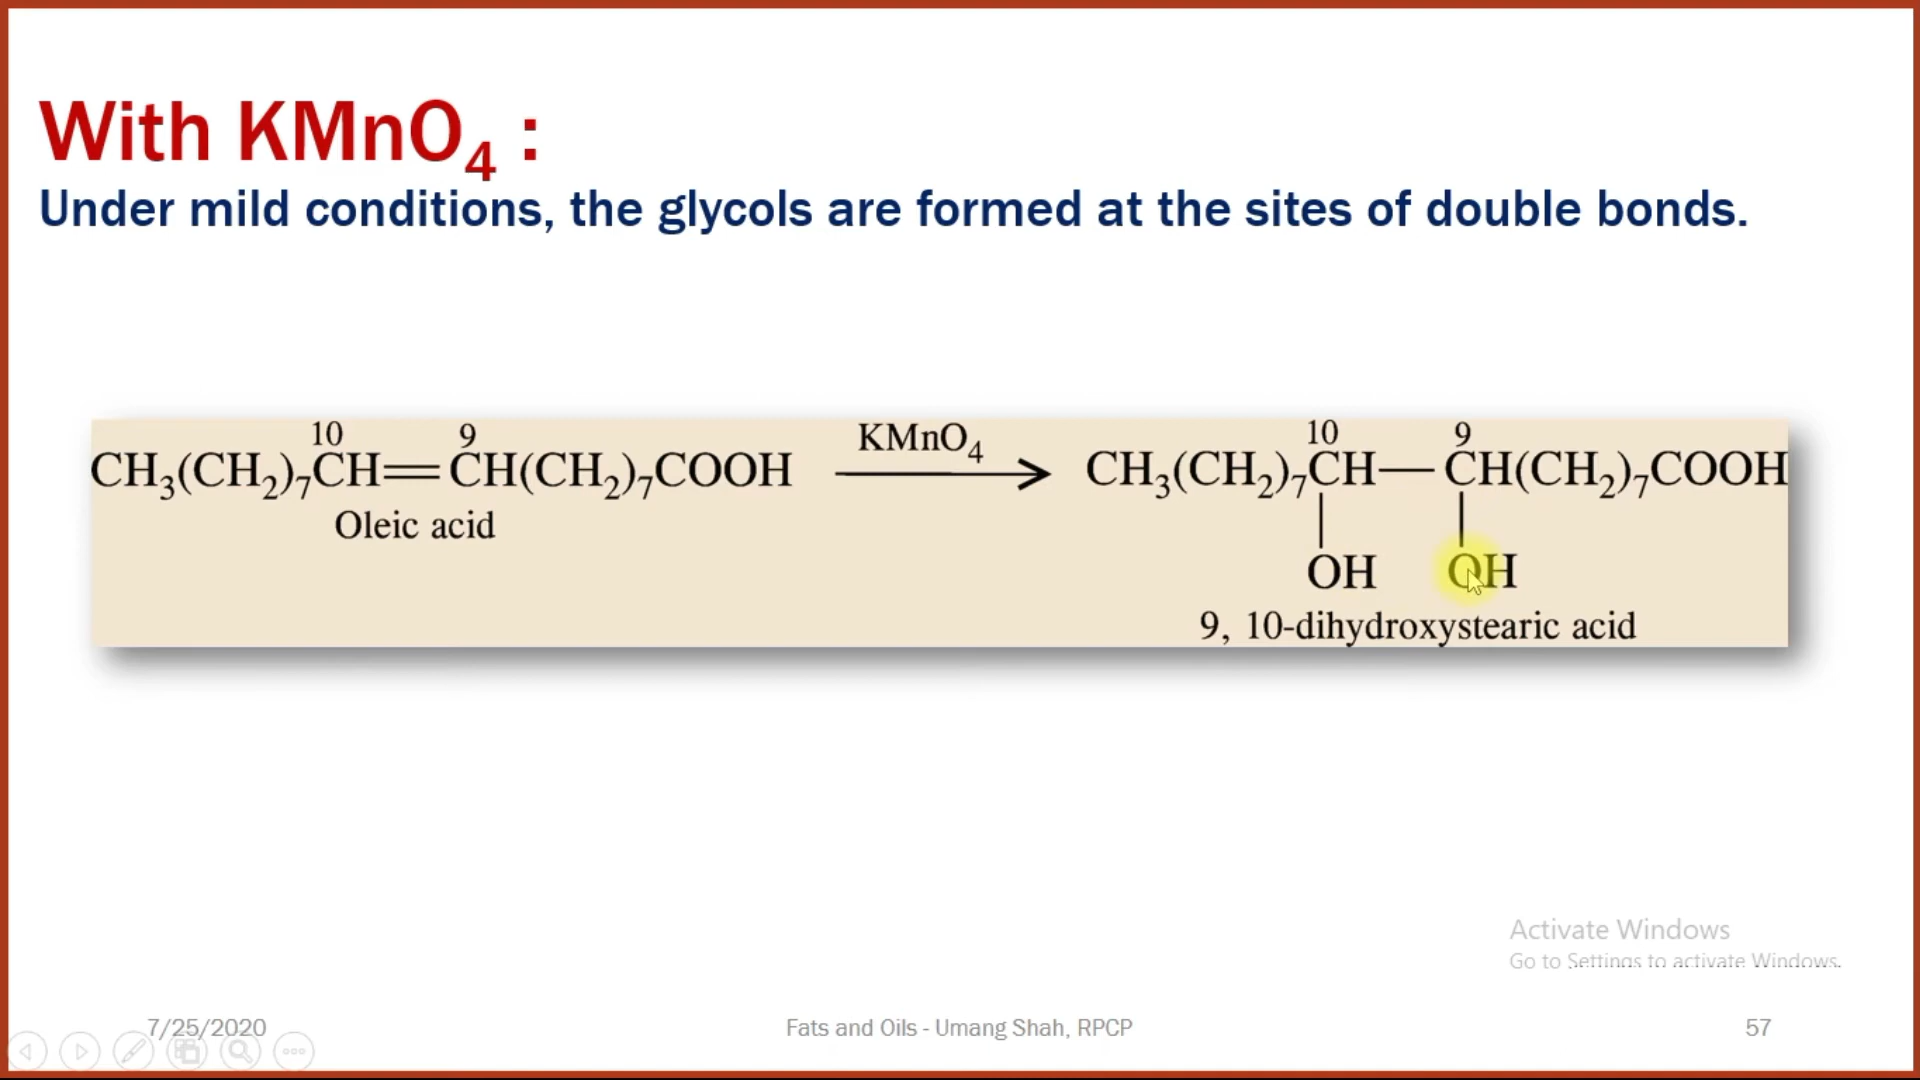 With KMnO₄ :
Under mild conditions, the glycols are formed at the sites of double bonds.
10 9 KMnO₄ 10 9
CH₃(CH₂)₇CH═CH(CH₂)₇COOH CH₃(CH₂)₇CH—CH(CH₂)₇COOH
Oleic acid
OH OH
9, 10-dihydroxystearic acid
Activate Windows
Go to Settings to activate Windows.
7/25/2020 Fats and Oils - Umang Shah, RPCP 57